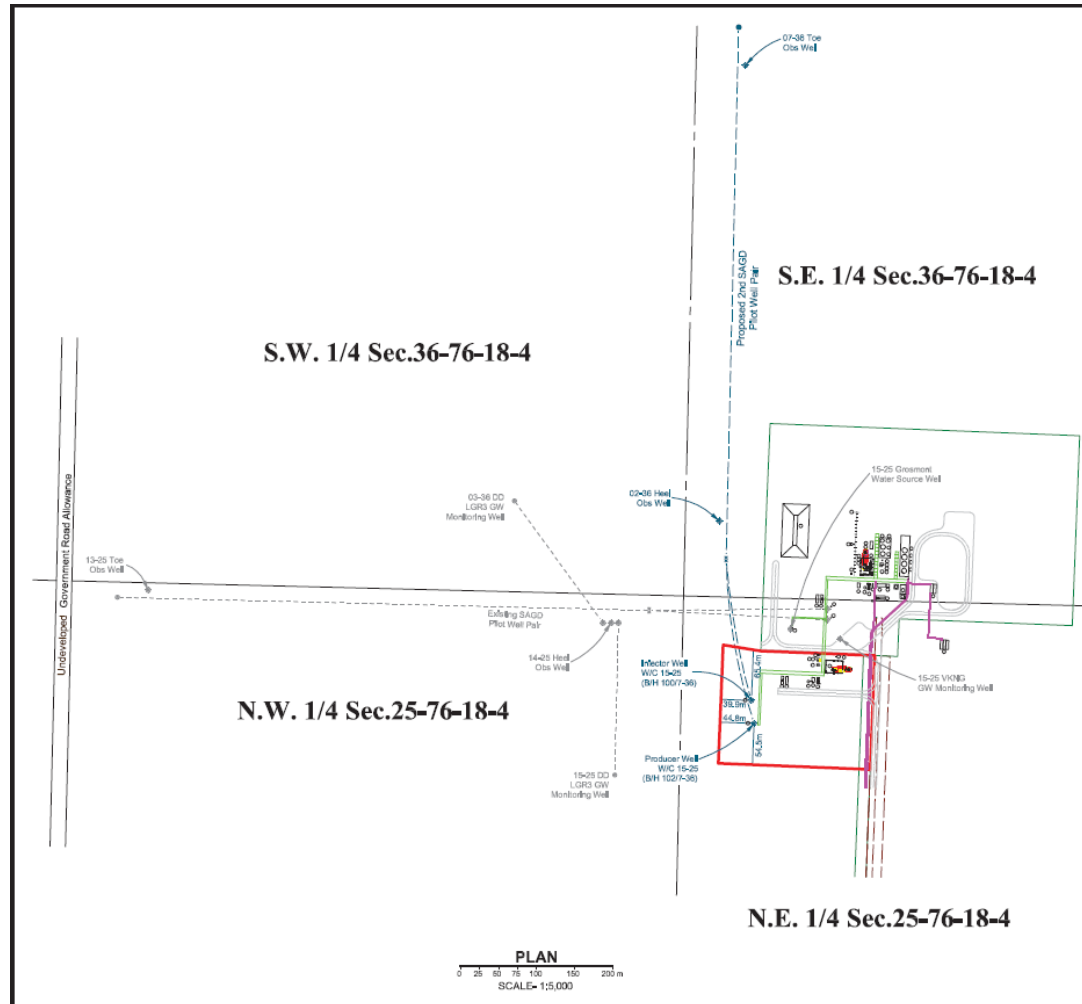 07-36 Toe
Obs Well
Proposed 2nd SAGD
Pilot Well Pair
S.E. 1/4 Sec.36-76-18-4
S.W. 1/4 Sec.36-76-18-4
Undeveloped Government Road Allowance
15-25 Grosmont
Water Source Well
03-36 DD
LGR3 GW
Monitoring Well
02-36 Heel
Obs Well
13-25 Toe
Obs Well
Existing SAGD
Pilot Well Pair
14-25 Heel
Obs Well
Injector Well
W/C 15-25
(B/H 100/7-36)
65.4m
15-25 VKNG
GW Monitoring Well
39.9m
44.8m
54.5m
N.W. 1/4 Sec.25-76-18-4
Producer Well
W/C 15-25
(B/H 102/7-36)
15-25 DD
LGR3 GW
Monitoring Well
N.E. 1/4 Sec.25-76-18-4
PLAN
0 25 50 75 100 150 200 m
SCALE- 1:5,000